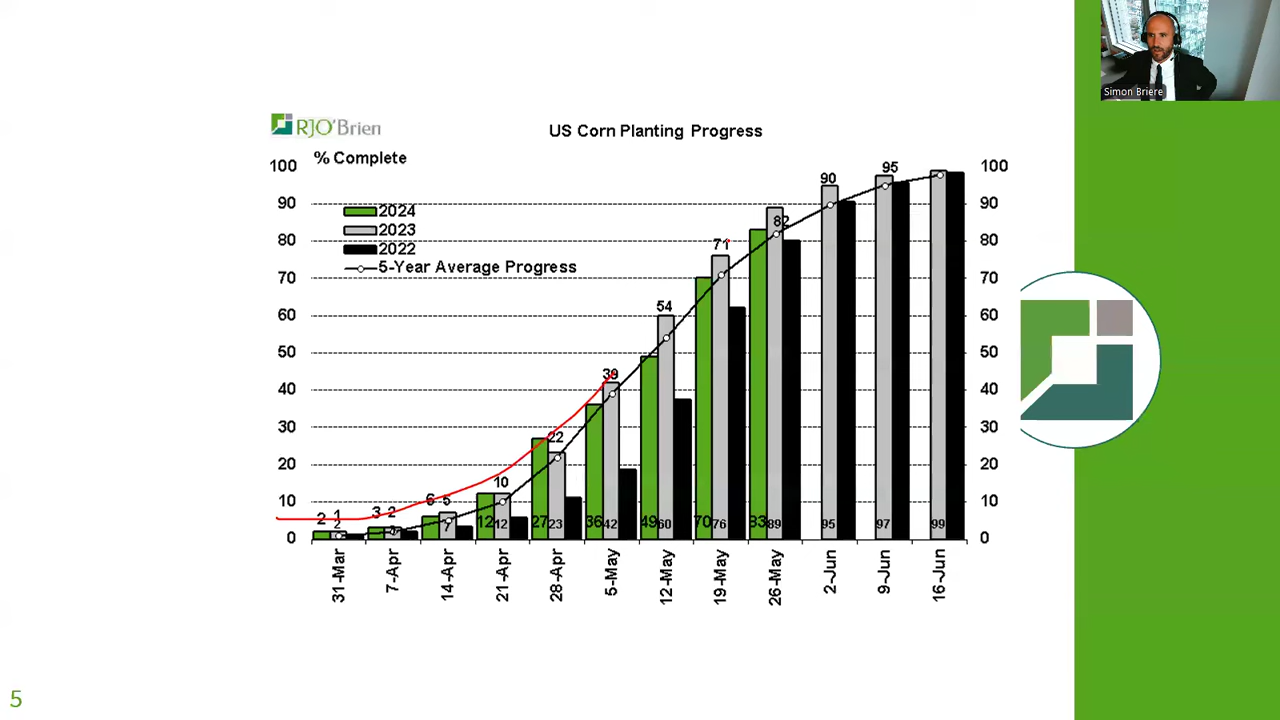 Simon Briere
RJO'Brien
US Corn Planting Progress
% Complete
100 100
90 90
80 80
70 70
60 60
50 50
40 40
30 30
20 20
10 10
0 0
2024
2023
2022
5-Year Average Progress
1 2 5 10 22 39 54 71 82 90 95
2 3 6 12 27 36 49 70 83
2 7 12 23 42 60 76 89 95 97 99
31-Mar
7-Apr
14-Apr
21-Apr
28-Apr
5-May
12-May
19-May
26-May
2-Jun
9-Jun
16-Jun
5